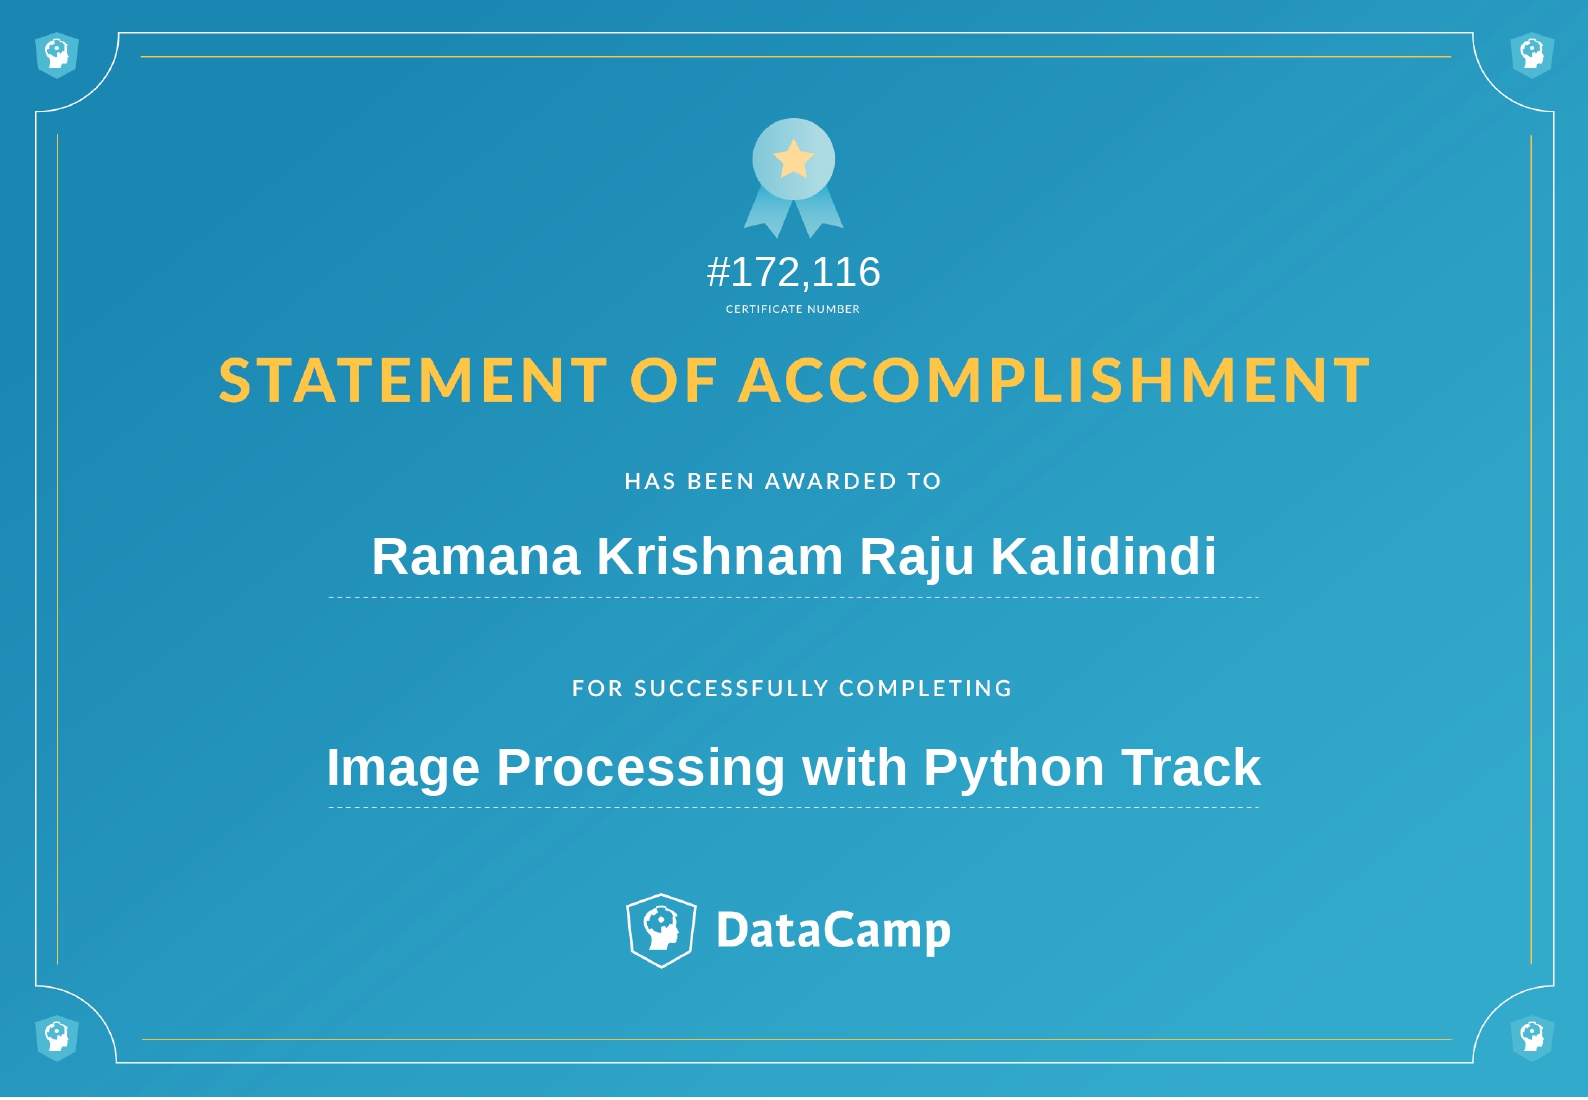 #172,116
CERTIFICATE NUMBER
STATEMENT OF ACCOMPLISHMENT
HAS BEEN AWARDED TO
Ramana Krishnam Raju Kalidindi
FOR SUCCESSFULLY COMPLETING
Image Processing with Python Track
DataCamp